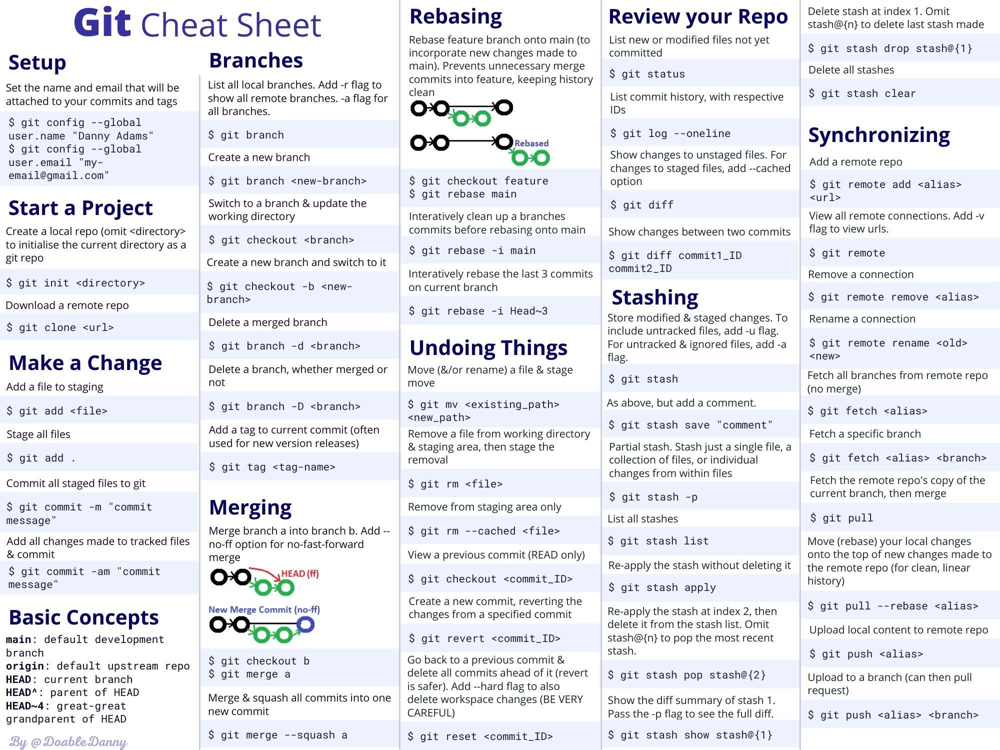 Git Cheat Sheet
Setup
Set the name and email that will be
attached to your commits and tags
$ git config --global
user.name "Danny Adams"
$ git config --global
user.email "my-
email@gmail.com"
Start a Project
Create a local repo (omit <directory>
to initialise the current directory as a
git repo
$ git init <directory>
Download a remote repo
$ git clone <url>
Make a Change
Add a file to staging
$ git add <file>
Stage all files
$ git add .
Commit all staged files to git
$ git commit -m "commit
message"
Add all changes made to tracked files
& commit
$ git commit -am "commit
message"
Basic Concepts
main: default development
branch
origin: default upstream repo
HEAD: current branch
HEAD^: parent of HEAD
HEAD~4: great-great
grandparent of HEAD
By @DoableDanny
Branches
List all local branches. Add -r flag to
show all remote branches. -a flag for
all branches.
$ git branch
Create a new branch
$ git branch <new-branch>
Switch to a branch & update the
working directory
$ git checkout <branch>
Create a new branch and switch to it
$ git checkout -b <new-
branch>
Delete a merged branch
$ git branch -d <branch>
Delete a branch, whether merged or
not
$ git branch -D <branch>
Add a tag to current commit (often
used for new version releases)
$ git tag <tag-name>
Merging
Merge branch a into branch b. Add --
no-ff option for no-fast-forward
merge
HEAD (ff)
New Merge Commit (no-ff)
$ git checkout b
$ git merge a
Merge & squash all commits into one
new commit
$ git merge --squash a
Rebasing
Rebase feature branch onto main (to
incorporate new changes made to
main). Prevents unnecessary merge
commits into feature, keeping history
clean
Rebased
$ git checkout feature
$ git rebase main
Interatively clean up a branches
commits before rebasing onto main
$ git rebase -i main
Interatively rebase the last 3 commits
on current branch
$ git rebase -i Head~3
Undoing Things
Move (&/or rename) a file & stage
move
$ git mv <existing_path>
<new_path>
Remove a file from working directory
& staging area, then stage the
removal
$ git rm <file>
Remove from staging area only
$ git rm --cached <file>
View a previous commit (READ only)
$ git checkout <commit_ID>
Create a new commit, reverting the
changes from a specified commit
$ git revert <commit_ID>
Go back to a previous commit &
delete all commits ahead of it (revert
is safer). Add --hard flag to also
delete workspace changes (BE VERY
CAREFUL)
$ git reset <commit_ID>
Review your Repo
List new or modified files not yet
committed
$ git status
List commit history, with respective
IDs
$ git log --oneline
Show changes to unstaged files. For
changes to staged files, add --cached
option
$ git diff
Show changes between two commits
$ git diff commit1_ID
commit2_ID
Stashing
Store modified & staged changes. To
include untracked files, add -u flag.
For untracked & ignored files, add -a
flag.
$ git stash
As above, but add a comment.
$ git stash save "comment"
Partial stash. Stash just a single file, a
collection of files, or individual
changes from within files
$ git stash -p
List all stashes
$ git stash list
Re-apply the stash without deleting it
$ git stash apply
Re-apply the stash at index 2, then
delete it from the stash list. Omit
stash@{n} to pop the most recent
stash.
$ git stash pop stash@{2}
Show the diff summary of stash 1.
Pass the -p flag to see the full diff.
$ git stash show stash@{1}
Delete stash at index 1. Omit
stash@{n} to delete last stash made
$ git stash drop stash@{1}
Delete all stashes
$ git stash clear
Synchronizing
Add a remote repo
$ git remote add <alias>
<url>
View all remote connections. Add -v
flag to view urls.
$ git remote
Remove a connection
$ git remote remove <alias>
Rename a connection
$ git remote rename <old>
<new>
Fetch all branches from remote repo
(no merge)
$ git fetch <alias>
Fetch a specific branch
$ git fetch <alias> <branch>
Fetch the remote repo's copy of the
current branch, then merge
$ git pull
Move (rebase) your local changes
onto the top of new changes made to
the remote repo (for clean, linear
history)
$ git pull --rebase <alias>
Upload local content to remote repo
$ git push <alias>
Upload to a branch (can then pull
request)
$ git push <alias> <branch>